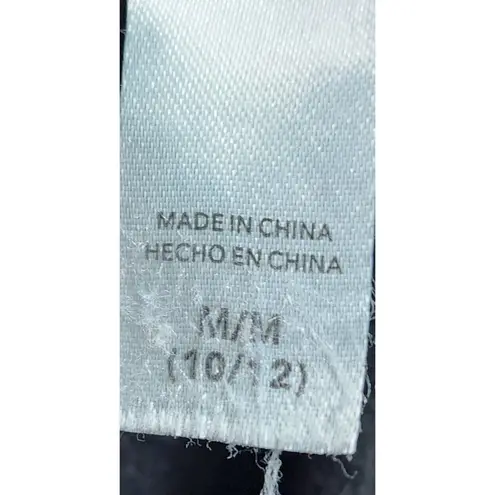 MADE IN CHINA
HECHO EN CHINA
M/M
(10/12)